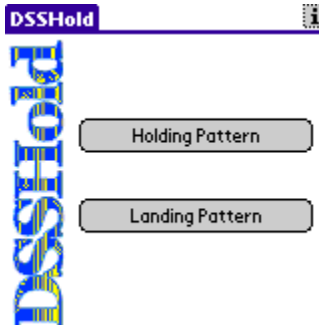 DSSHold
i
DSSHold
Holding Pattern
Landing Pattern